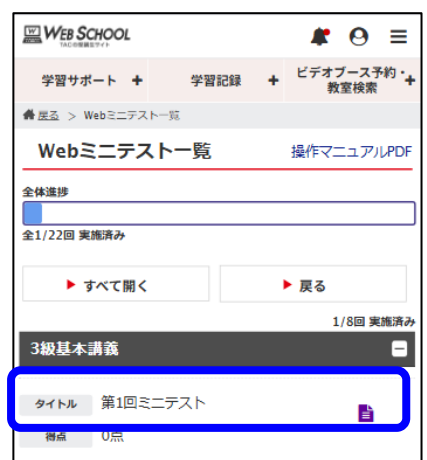 WEB SCHOOL
TACの受講生サイト
学習サポート + 学習記録 + ビデオブース予約・教室検索 +
戻る > Webミニテスト一覧
Webミニテスト一覧 操作マニュアルPDF
全体進捗
全1/22回 実施済み
すべて開く 戻る
1/8回 実施済み
3級基本講義
タイトル 第1回ミニテスト
得点 0点